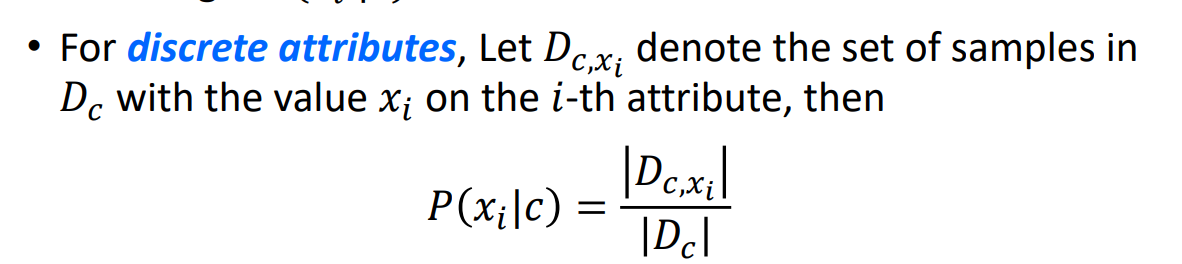 • For discrete attributes, Let D_{c,x_i} denote the set of samples in
D_c with the value x_i on the i-th attribute, then
P(x_i|c) = |D_{c,x_i}| / |D_c|